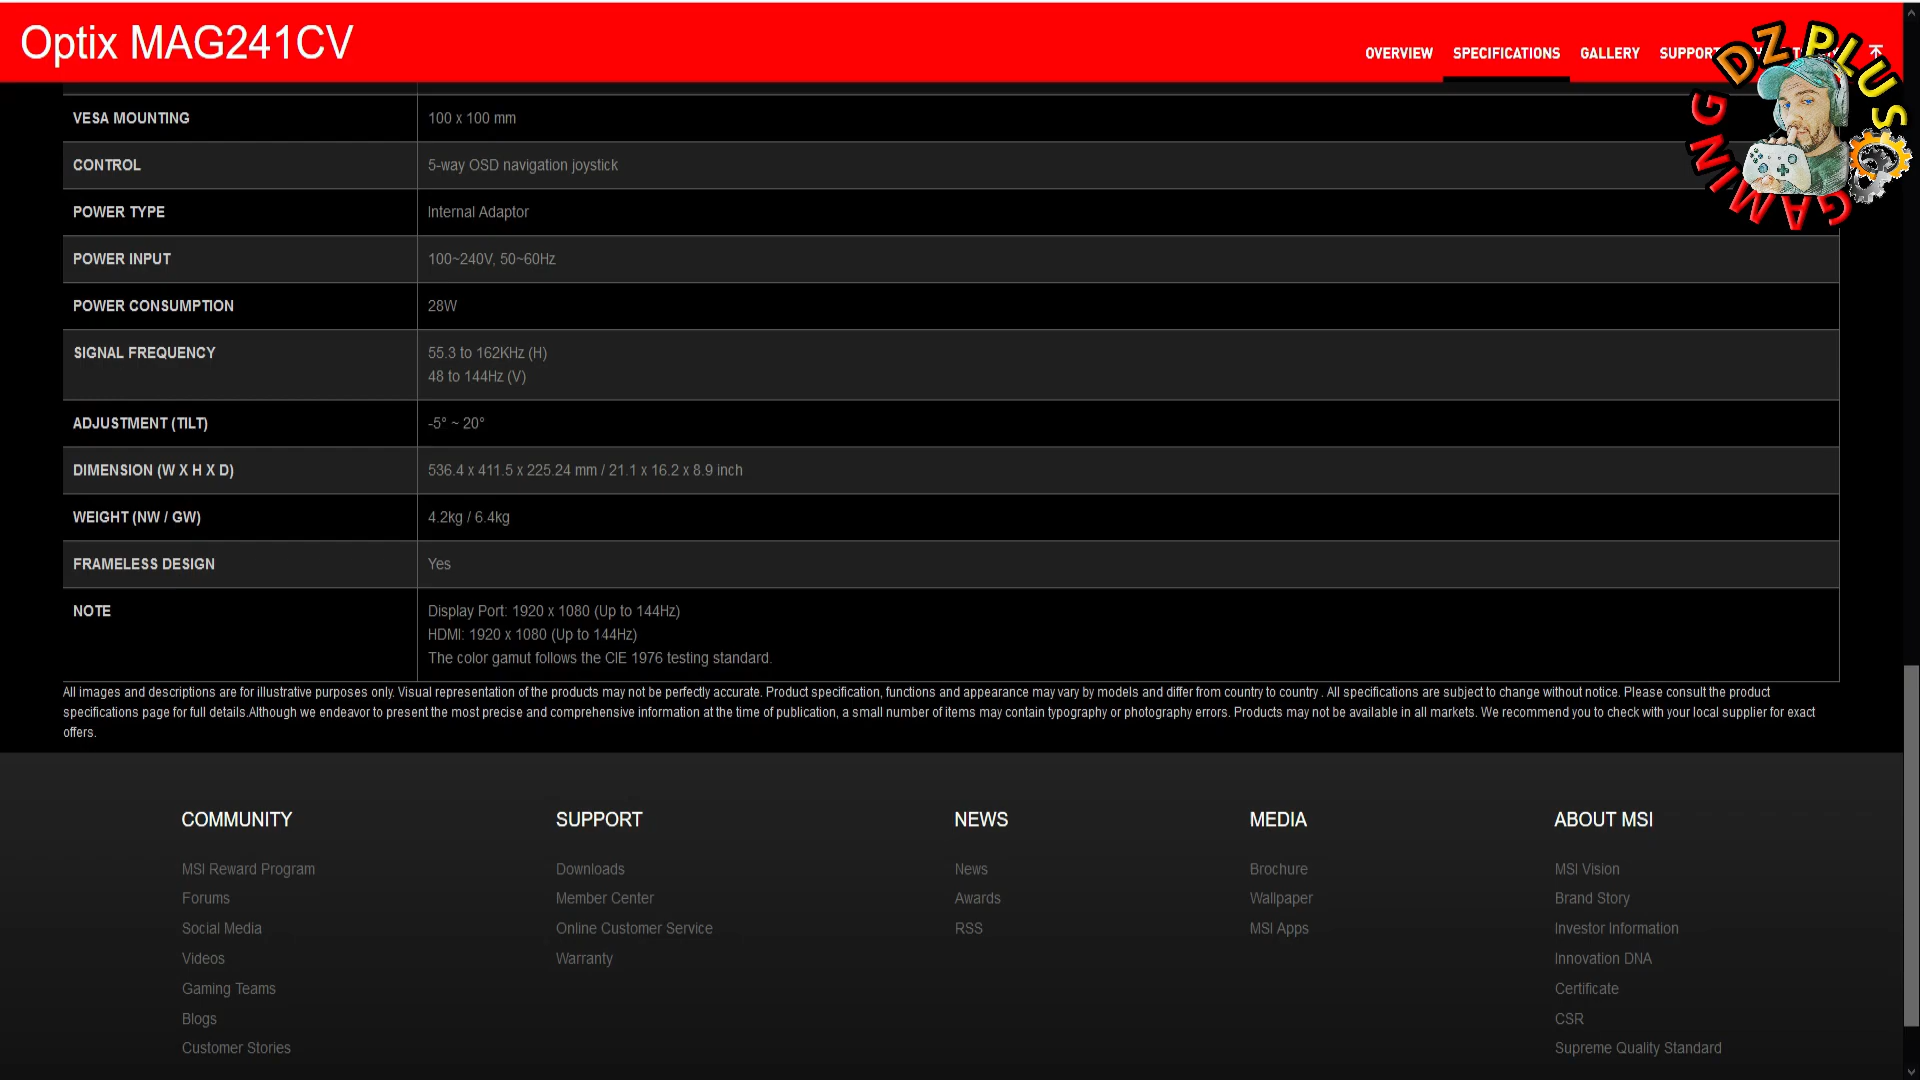 Optix MAG241CV
OVERVIEW SPECIFICATIONS GALLERY SUPPORT
GAMING DZ PLUS
VESA MOUNTING 100 x 100 mm
CONTROL 5-way OSD navigation joystick
POWER TYPE Internal Adaptor
POWER INPUT 100~240V, 50~60Hz
POWER CONSUMPTION 28W
SIGNAL FREQUENCY 55.3 to 162KHz (H)
48 to 144Hz (V)
ADJUSTMENT (TILT) -5° ~ 20°
DIMENSION (W X H X D) 536.4 x 411.5 x 225.24 mm / 21.1 x 16.2 x 8.9 inch
WEIGHT (NW / GW) 4.2kg / 6.4kg
FRAMELESS DESIGN Yes
NOTE Display Port: 1920 x 1080 (Up to 144Hz)
HDMI: 1920 x 1080 (Up to 144Hz)
The color gamut follows the CIE 1976 testing standard.
All images and descriptions are for illustrative purposes only. Visual representation of the products may not be perfectly accurate. Product specification, functions and appearance may vary by models and differ from country to country . All specifications are subject to change without notice. Please consult the product
specifications page for full details.Although we endeavor to present the most precise and comprehensive information at the time of publication, a small number of items may contain typography or photography errors. Products may not be available in all markets. We recommend you to check with your local supplier for exact
offers.
COMMUNITY SUPPORT NEWS MEDIA ABOUT MSI
MSI Reward Program Downloads News Brochure MSI Vision
Forums Member Center Awards Wallpaper Brand Story
Social Media Online Customer Service RSS MSI Apps Investor Information
Videos Warranty Innovation DNA
Gaming Teams Certificate
Blogs CSR
Customer Stories Supreme Quality Standard